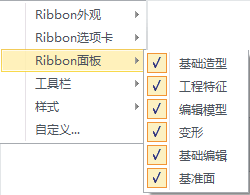 Ribbon外观
Ribbon选项卡
Ribbon面板
工具栏
样式
自定义...
基础造型
工程特征
编辑模型
变形
基础编辑
基准面